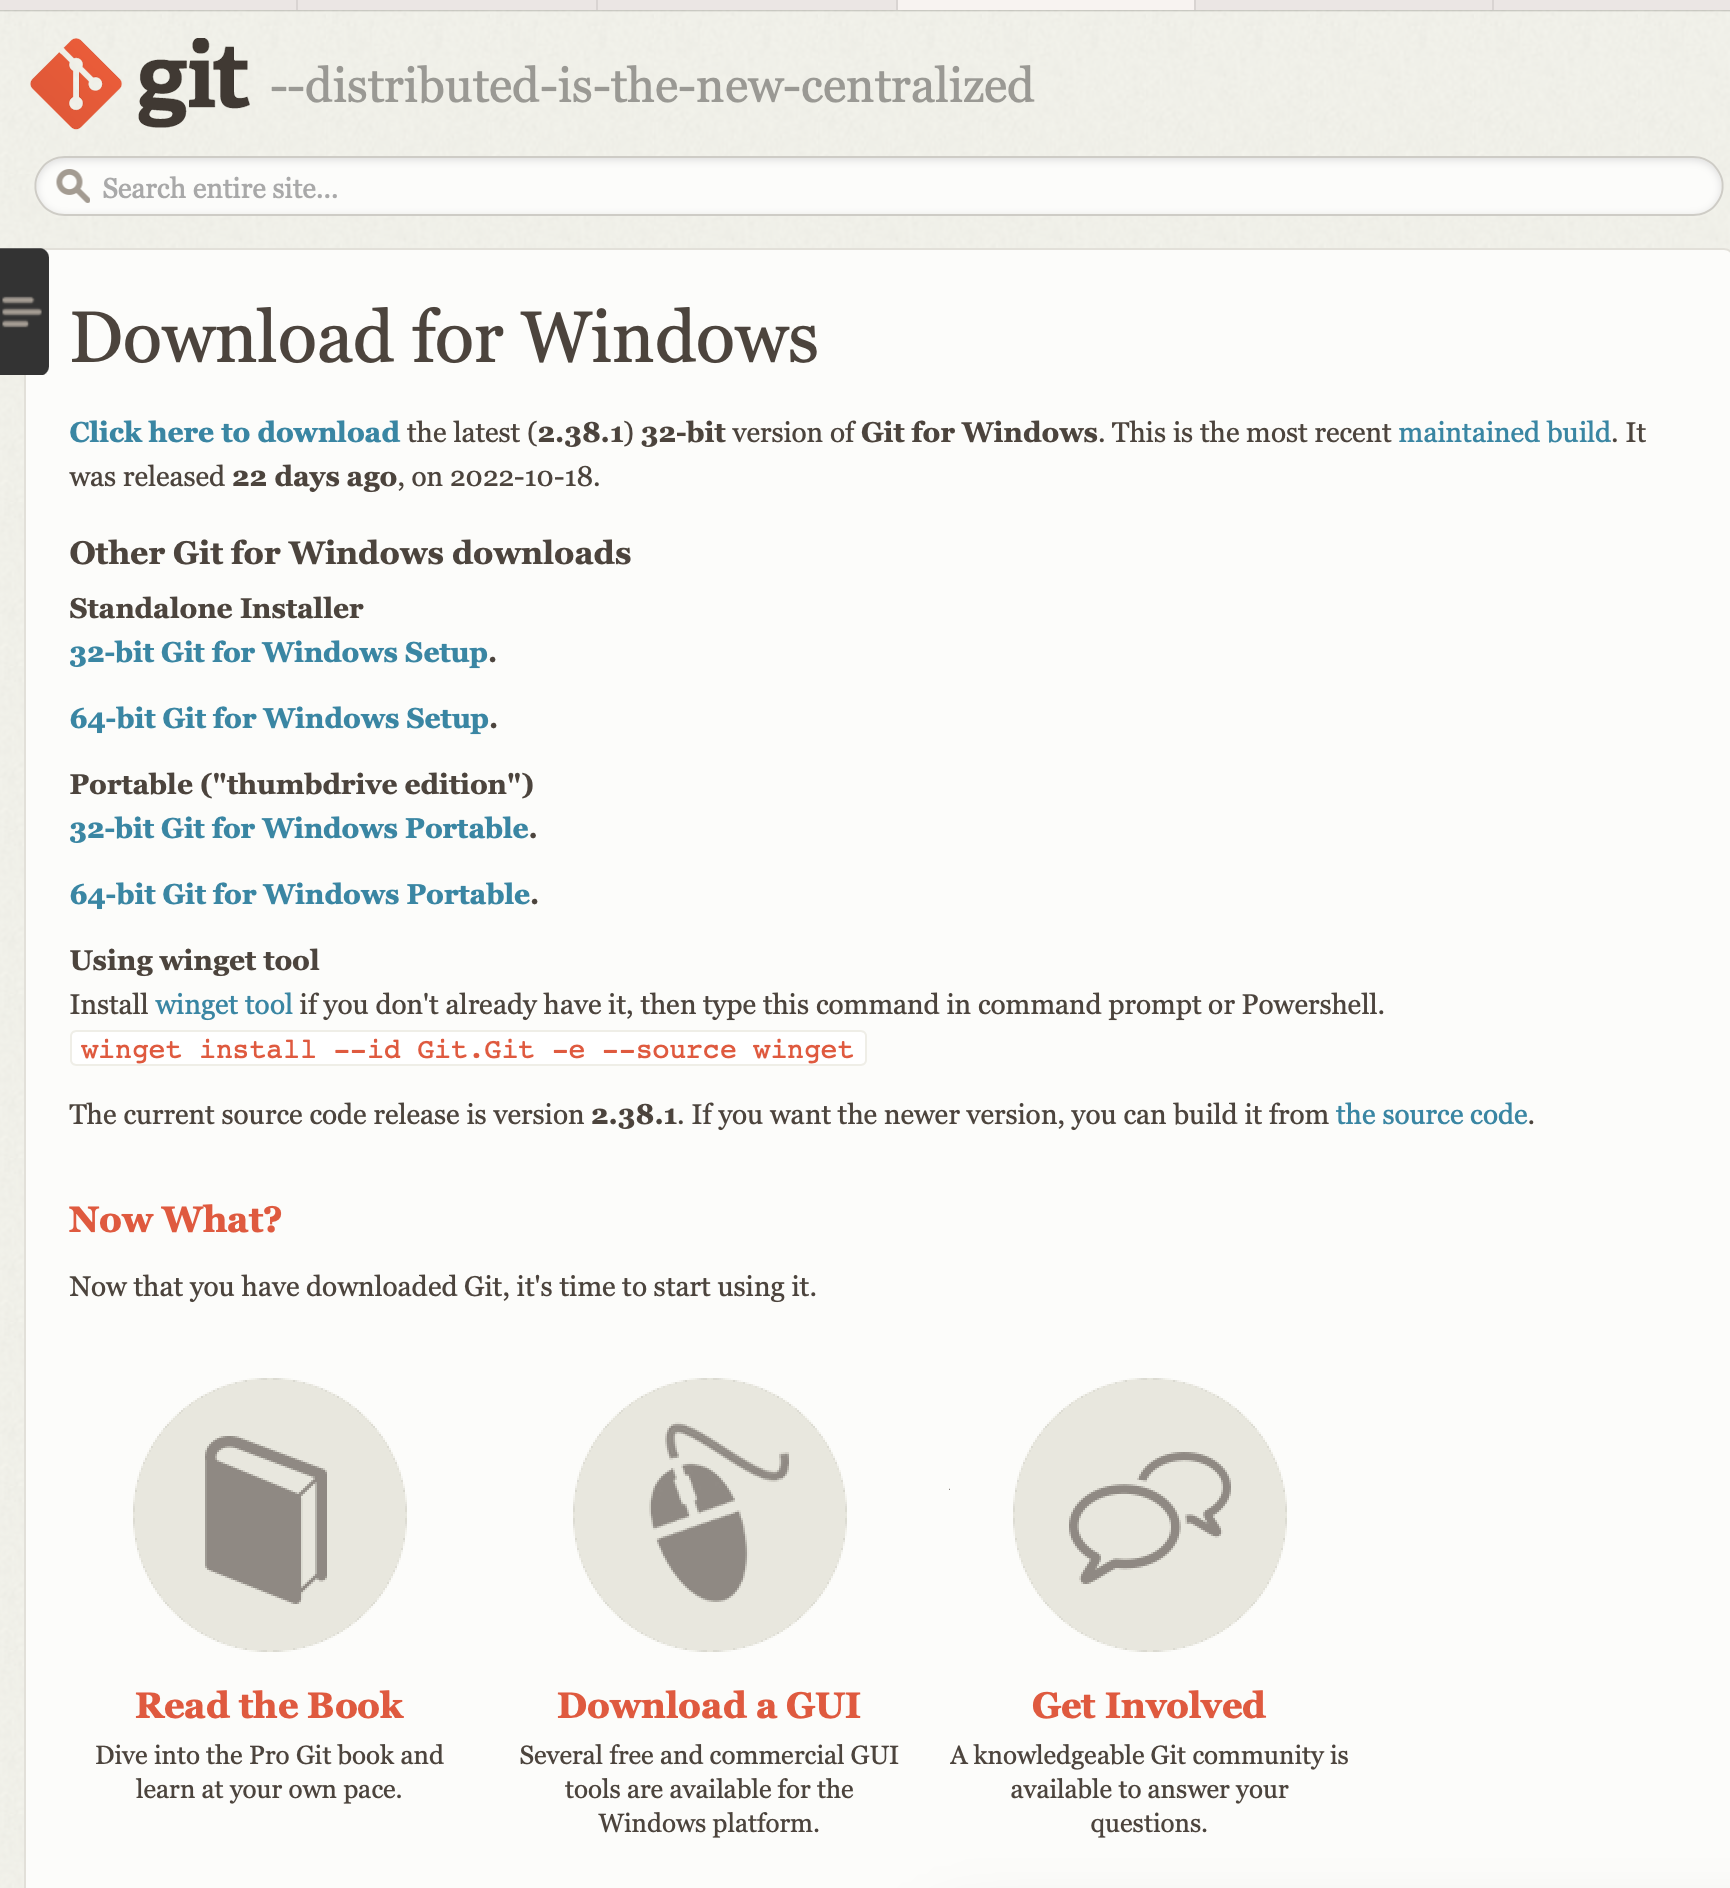 git --distributed-is-the-new-centralized
Search entire site...
Download for Windows
Click here to download the latest (2.38.1) 32-bit version of Git for Windows. This is the most recent maintained build. It
was released 22 days ago, on 2022-10-18.
Other Git for Windows downloads
Standalone Installer
32-bit Git for Windows Setup.
64-bit Git for Windows Setup.
Portable ("thumbdrive edition")
32-bit Git for Windows Portable.
64-bit Git for Windows Portable.
Using winget tool
Install winget tool if you don't already have it, then type this command in command prompt or Powershell.
winget install --id Git.Git -e --source winget
The current source code release is version 2.38.1. If you want the newer version, you can build it from the source code.
Now What?
Now that you have downloaded Git, it's time to start using it.
Read the Book
Dive into the Pro Git book and
learn at your own pace.
Download a GUI
Several free and commercial GUI
tools are available for the
Windows platform.
Get Involved
A knowledgeable Git community is
available to answer your
questions.